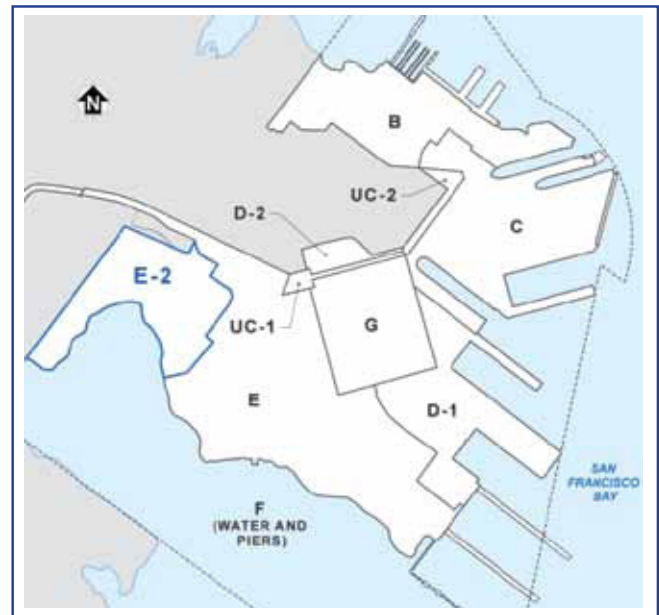 N
B
UC-2
D-2
C
E-2
UC-1
G
E
D-1
SAN
FRANCISCO
BAY
F
(WATER AND
PIERS)